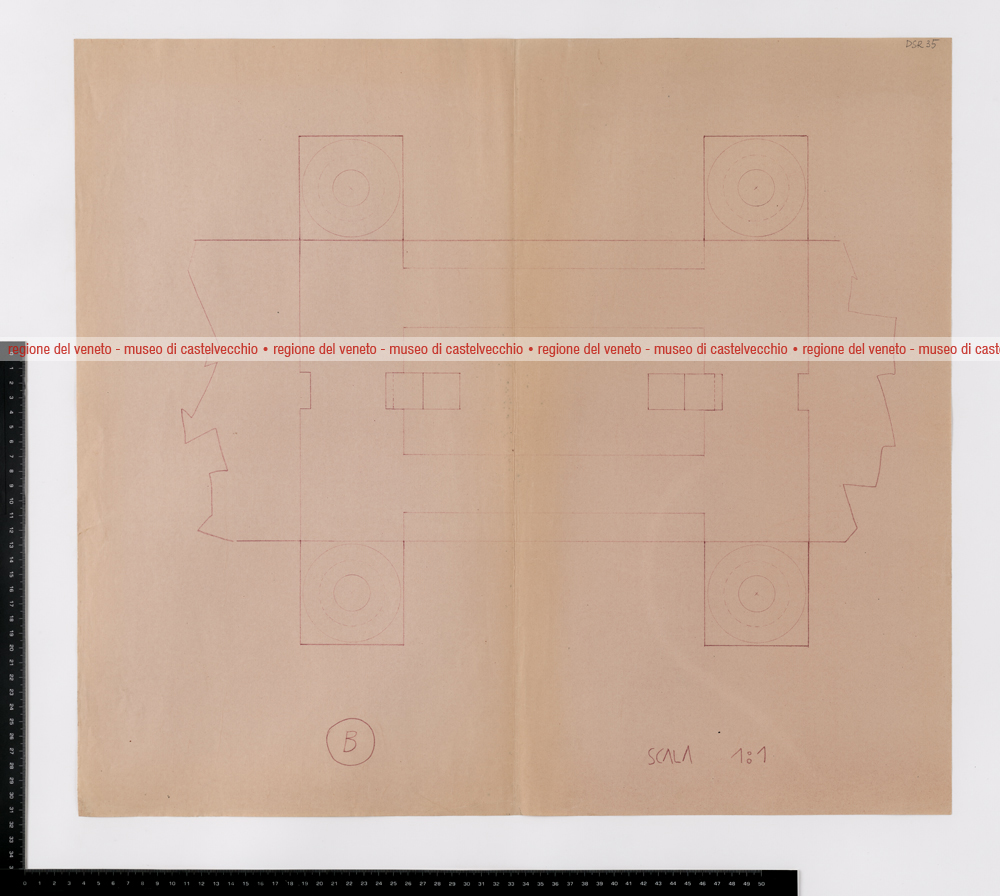 DSR 35
regione del veneto - museo di castelvecchio • regione del veneto - museo di castelvecchio • regione del veneto - museo di castelvecchio • regione del veneto - museo di cast
B
SCALA 1:1
0 1 2 3 4 5 6 7 8 9 10 11 12 13 14 15 16 17 18 19 20 21 22 23 24 25 26 27 28 29 30 31 32 33 34 35 36 37 38 39 40 41 42 43 44 45 46 47 48 49 50